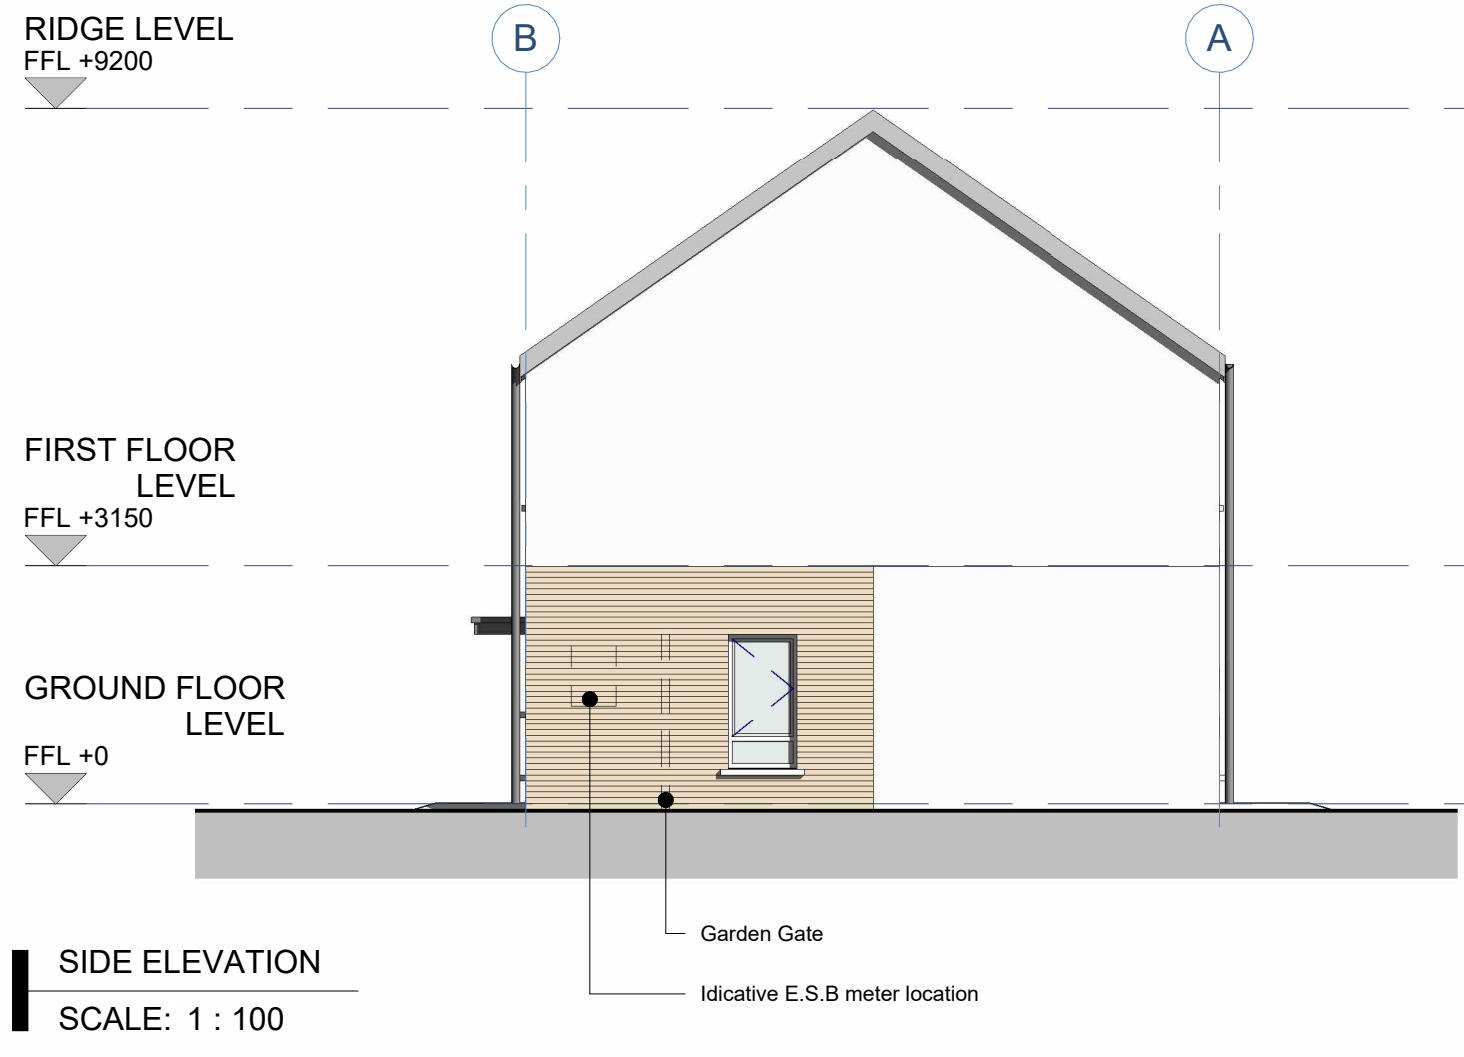 RIDGE LEVEL
FFL +9200
B
A
FIRST FLOOR
LEVEL
FFL +3150
GROUND FLOOR
LEVEL
FFL +0
Garden Gate
Idicative E.S.B meter location
SIDE ELEVATION
SCALE: 1 : 100